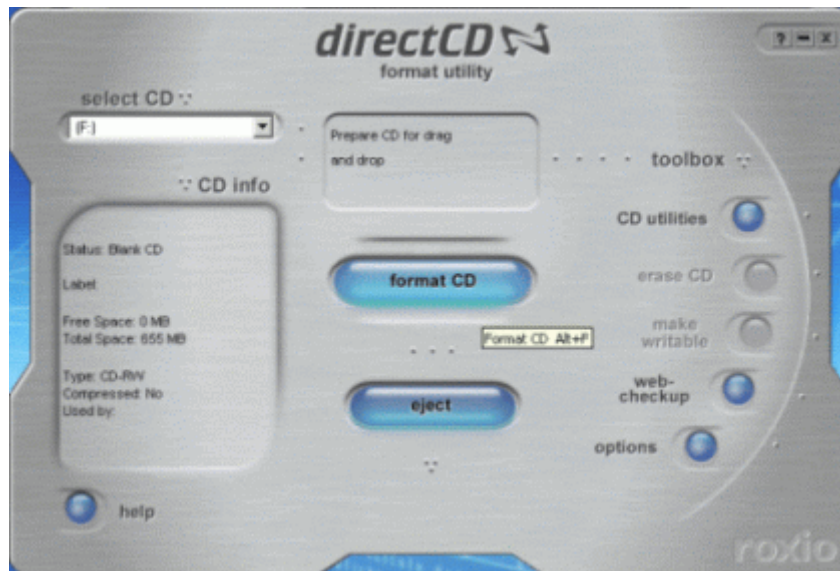 directCD
format utility
? – x
select CD
(F:)
Prepare CD for drag
and drop
toolbox
CD info
CD utilities
Status: Blank CD
Label:
format CD
erase CD
Free Space: 0 MB
Total Space: 655 MB
Format CD Alt+F
make
writable
Type: CD-RW
Compressed: No
Used by:
eject
web-
checkup
options
help
roxio